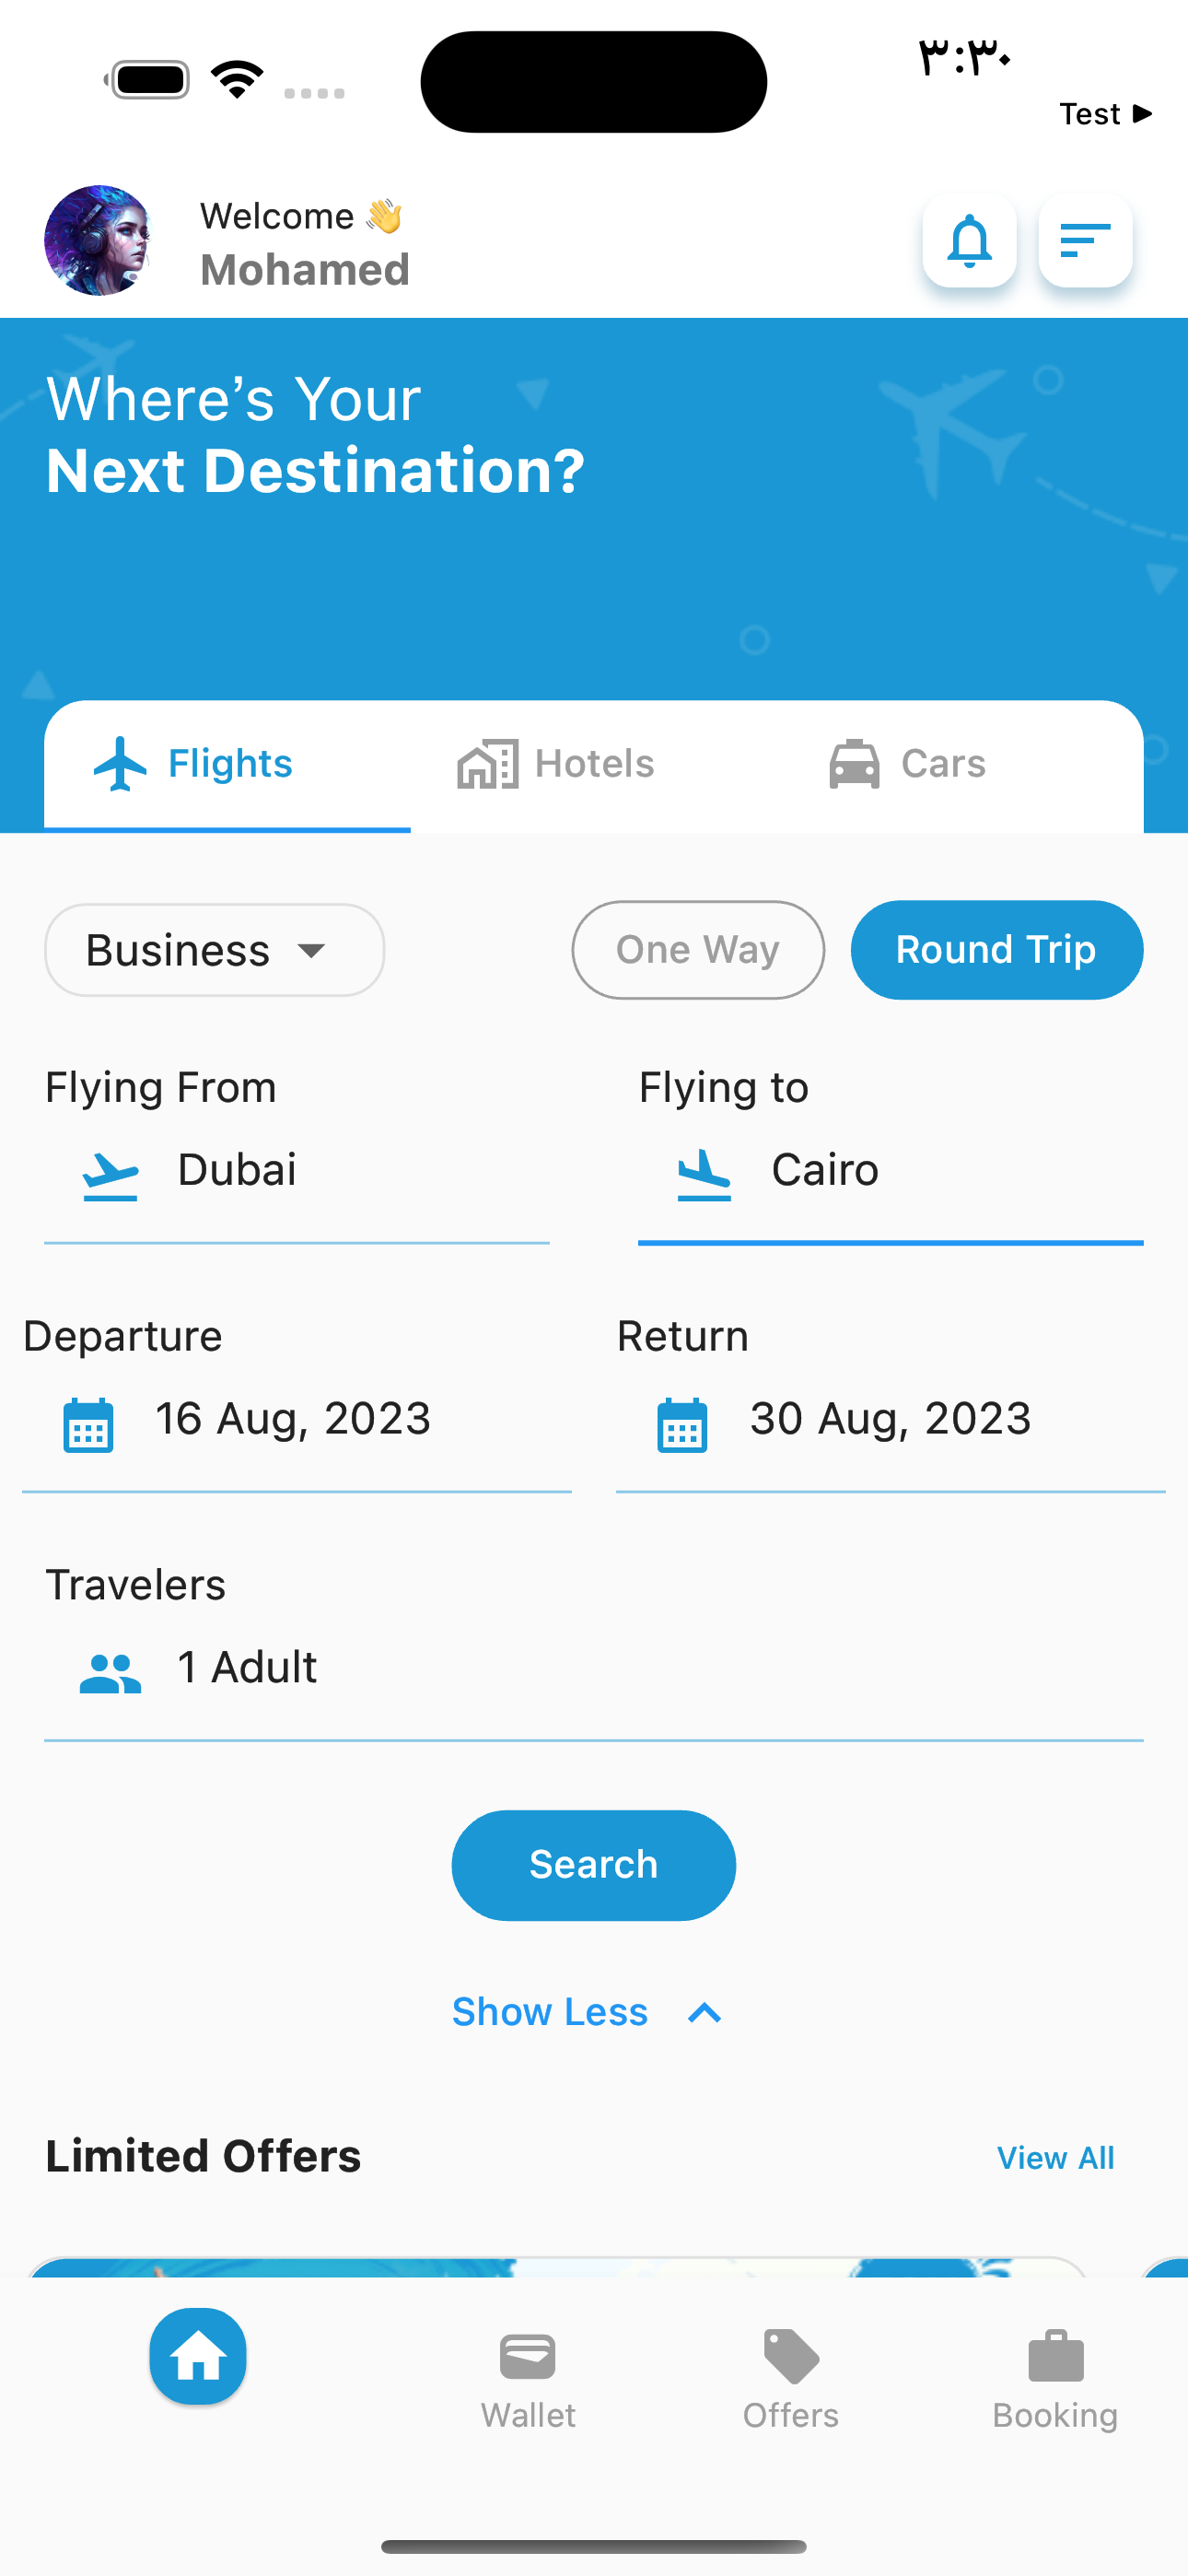 ٣:٣٠
Test ▶
Welcome 👋
Mohamed
Where’s Your
Next Destination?
Flights Hotels Cars
Business One Way Round Trip
Flying From Flying to
Dubai Cairo
Departure Return
16 Aug, 2023 30 Aug, 2023
Travelers
1 Adult
Search
Show Less
Limited Offers View All
Wallet Offers Booking